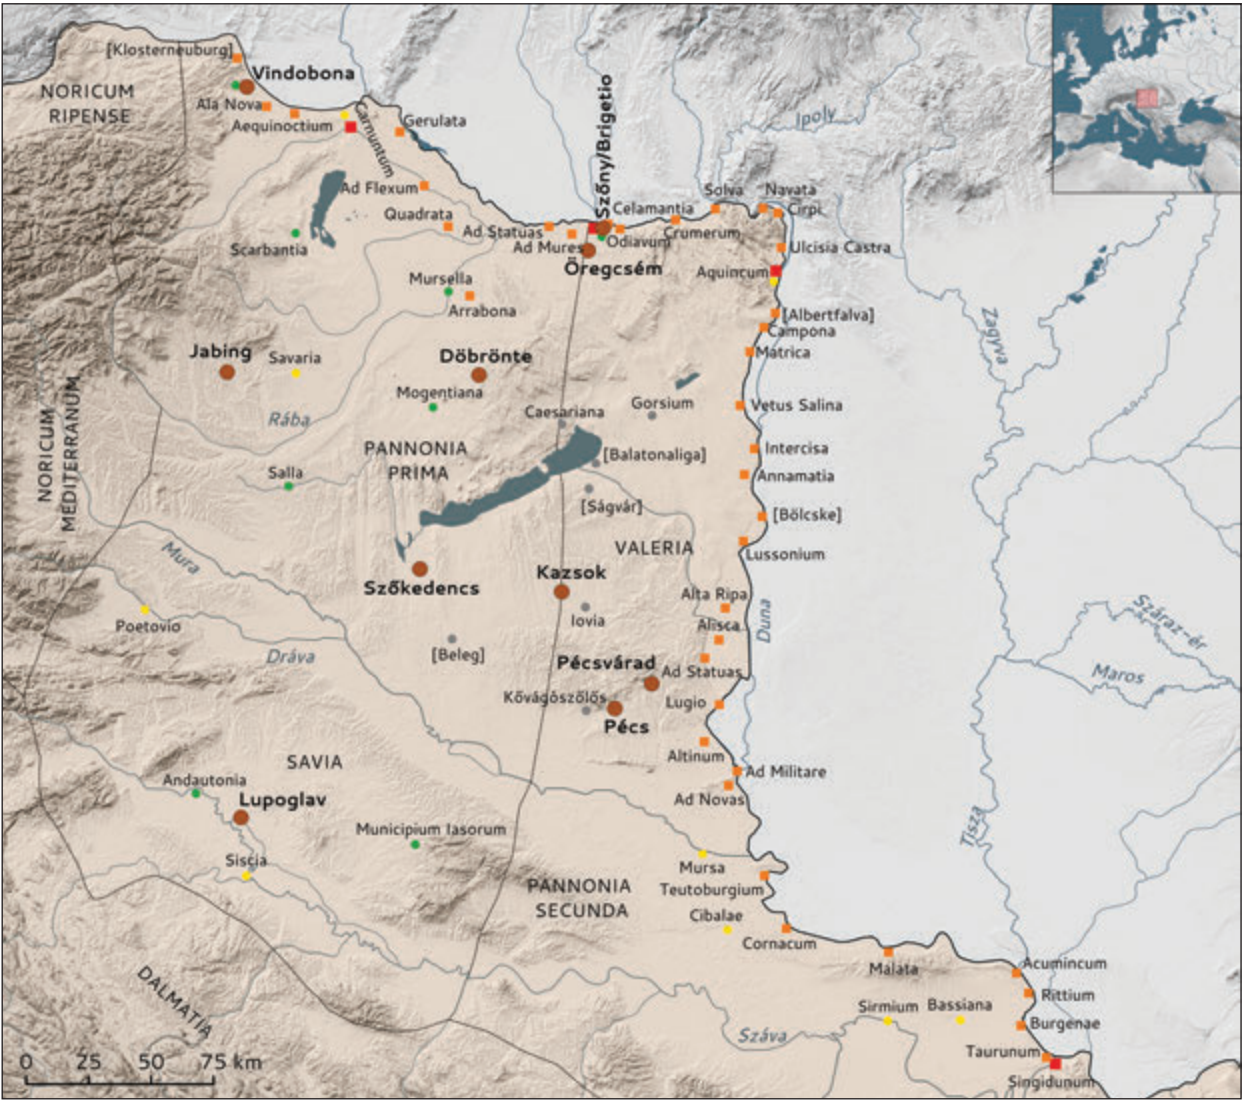 [Klosterneuburg]
Vindobona
NORICUM
RIPENSE
Ala Nova
Aequinoctium
Carnuntum
Gerulata
Szőny/Brigetio
Ipoly
Ad Flexum
Quadrata
Ad Statuas
Ad Mures
Celamantia
Odiavum
Crumerum
Solva
Navata
Cirpi
Ulcisia Castra
Scarbantia
Őregcsém
Aquincum
Mursella
Arrabona
[Albertfalva]
Campona
Zagyva
Jabing
Savaria
Döbrönte
Matrica
Mogentiana
Caesariana
Gorsium
Vetus Salina
Rába
NORICUM
MEDITERRANUM
PANNONIA
PRIMA
[Balatonaliga]
Intercisa
Salla
Annamatia
[Ságvár]
[Bölcske]
Mura
VALERIA
Lussonium
Szőkedencs
Kazsok
Alta Ripa
Iovia
Alisca
Duna
Száraz-ér
Poetovio
Dráva
[Beleg]
Pécsvárad
Ad Statuas
Maros
Kővágószőlős
Lugio
Pécs
Altinum
SAVIA
Andautonia
Ad Militare
Lupoglav
Ad Novas
Municipium Iasorum
Tisza
Siscia
Mursa
PANNONIA
SECUNDA
Teutoburgium
Cibalae
Cornacum
DALMATIA
Malata
Acumincum
Rittium
Sirmium
Bassiana
Burgenae
Száva
Taurunum
Singidunum
0 25 50 75 km